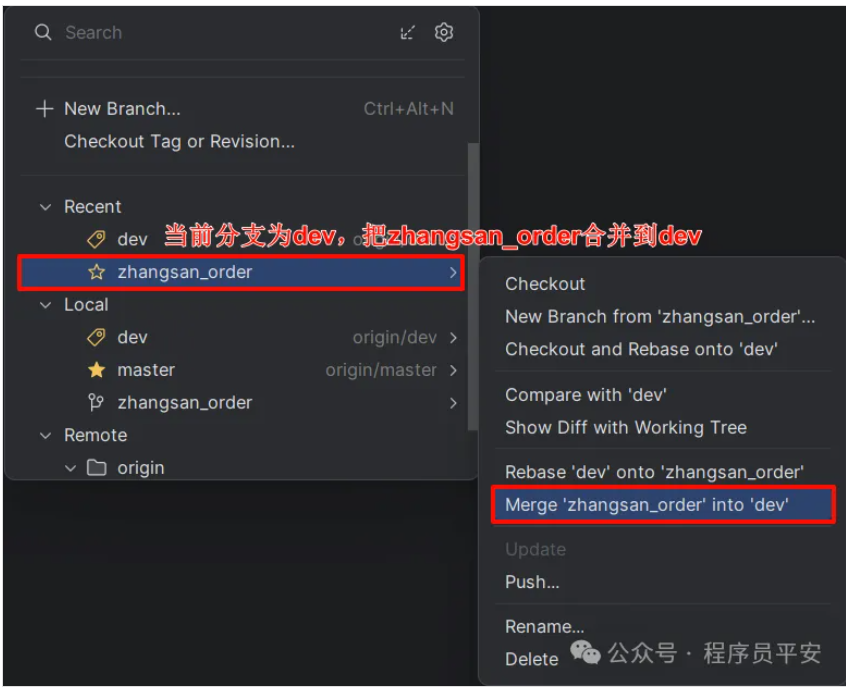 Search
New Branch... Ctrl+Alt+N
Checkout Tag or Revision...
Recent
dev 当前分支为dev，把zhangsan_order合并到dev
zhangsan_order
Local
dev origin/dev
master origin/master
zhangsan_order
Remote
origin
Checkout
New Branch from 'zhangsan_order'...
Checkout and Rebase onto 'dev'
Compare with 'dev'
Show Diff with Working Tree
Rebase 'dev' onto 'zhangsan_order'
Merge 'zhangsan_order' into 'dev'
Update
Push...
Rename...
Delete
公众号 · 程序员平安